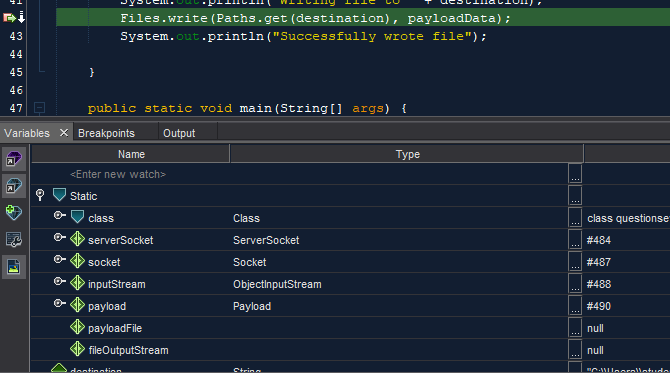 41 System.out.println("Writing file to " + destination);
Files.write(Paths.get(destination), payloadData);
43 System.out.println("Successfully wrote file");
44
45 }
46
47 public static void main(String[] args) {
Variables × Breakpoints Output
Name Type
<Enter new watch> ...
Static ...
class Class ... class questionse
serverSocket ServerSocket ... #484
socket Socket ... #487
inputStream ObjectInputStream ... #488
payload Payload ... #490
payloadFile ... null
fileOutputStream ... null
destination String "C:\\Users\\stude